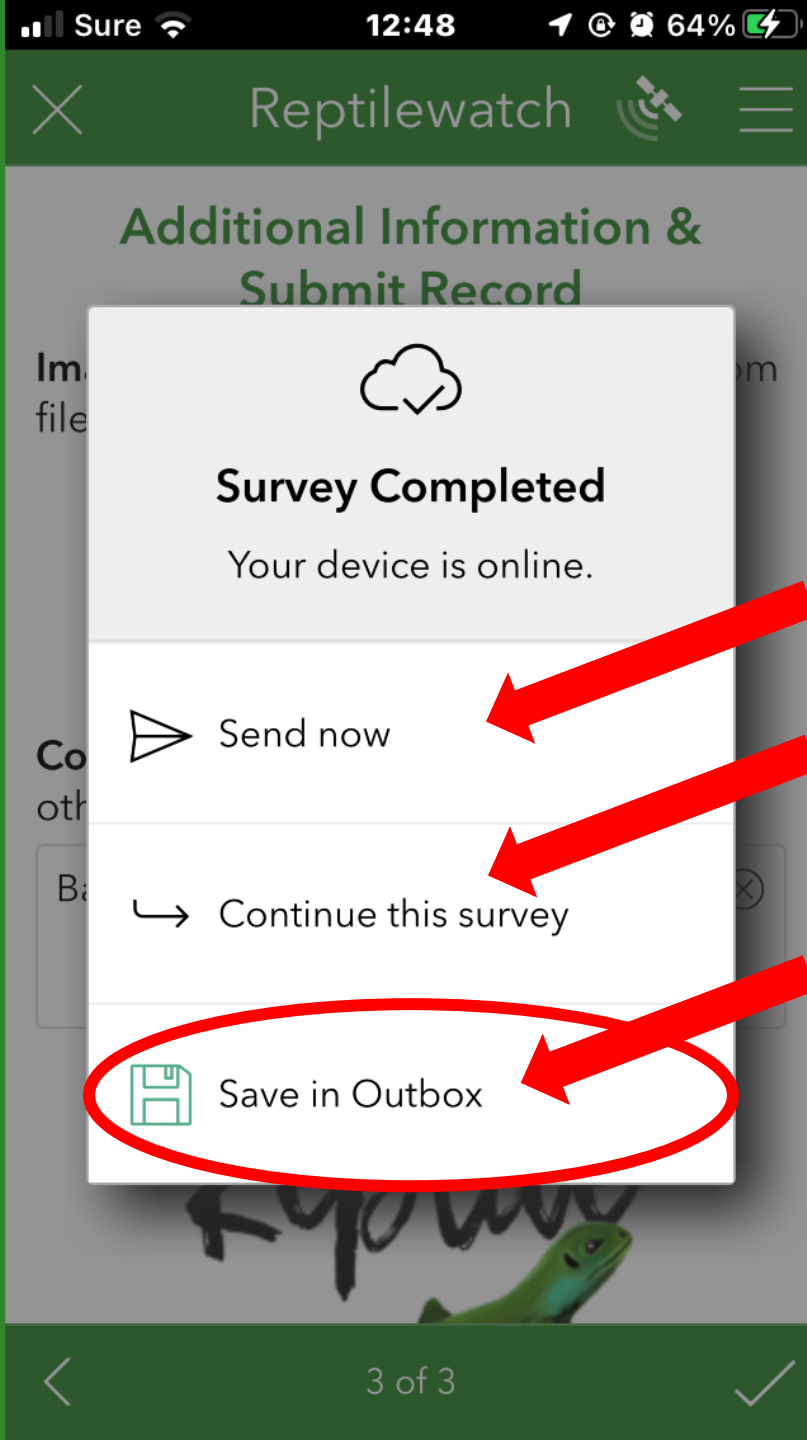 Sure 12:48 64%
Reptilewatch
Additional Information &
Submit Record
Survey Completed
Your device is online.
Send now
Continue this survey
Save in Outbox
3 of 3